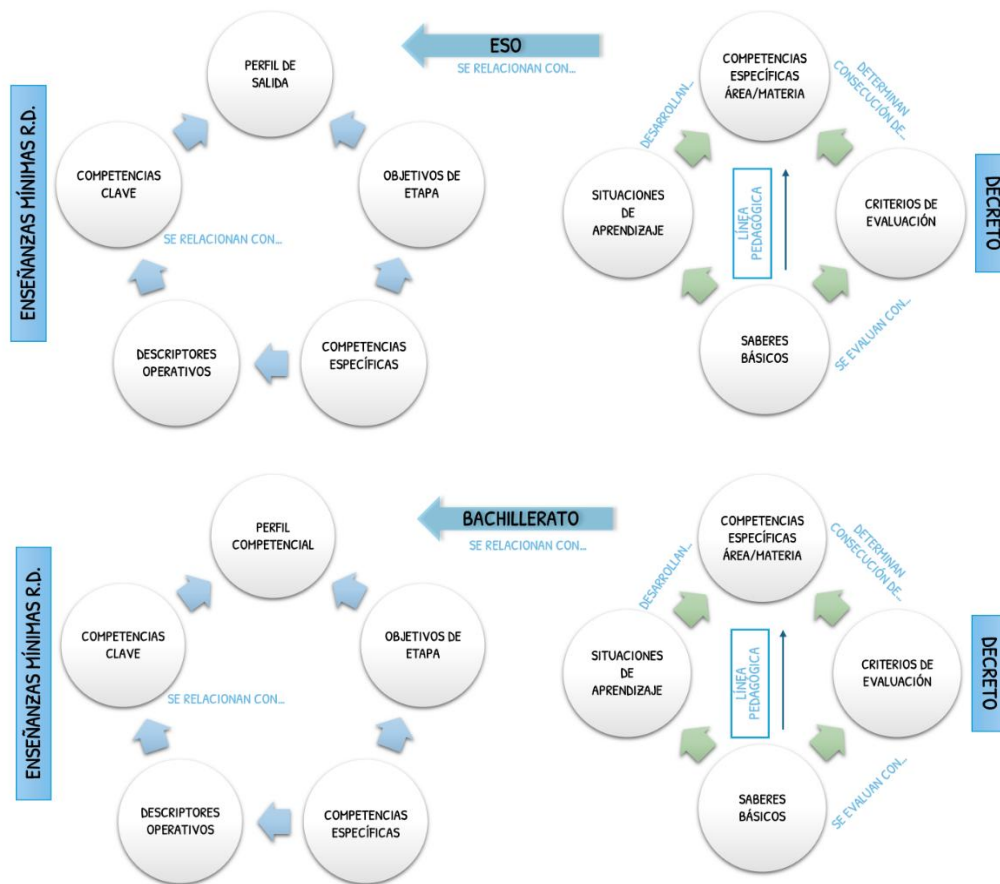 ESO
SE RELACIONAN CON...
PERFIL DE
SALIDA
COMPETENCIAS
CLAVE
OBJETIVOS DE
ETAPA
SE RELACIONAN CON...
DESCRIPTORES
OPERATIVOS
COMPETENCIAS
ESPECÍFICAS
ENSEÑANZAS MÍNIMAS R.D.
COMPETENCIAS
ESPECÍFICAS
ÁREA/MATERIA
DESARROLLAN...
DETERMINAN
CONSECUCIÓN DE...
SITUACIONES
DE
APRENDIZAJE
LÍNEA
PEDAGÓGICA
CRITERIOS DE
EVALUACIÓN
SABERES
BÁSICOS
SE EVALUAN CON...
DECRETO
BACHILLERATO
SE RELACIONAN CON...
PERFIL
COMPETENCIAL
COMPETENCIAS
CLAVE
OBJETIVOS DE
ETAPA
SE RELACIONAN CON...
DESCRIPTORES
OPERATIVOS
COMPETENCIAS
ESPECÍFICAS
ENSEÑANZAS MÍNIMAS R.D.
COMPETENCIAS
ESPECÍFICAS
ÁREA/MATERIA
DESARROLLAN...
DETERMINAN
CONSECUCIÓN DE...
SITUACIONES
DE
APRENDIZAJE
LÍNEA
PEDAGÓGICA
CRITERIOS DE
EVALUACIÓN
SABERES
BÁSICOS
SE EVALUAN CON...
DECRETO